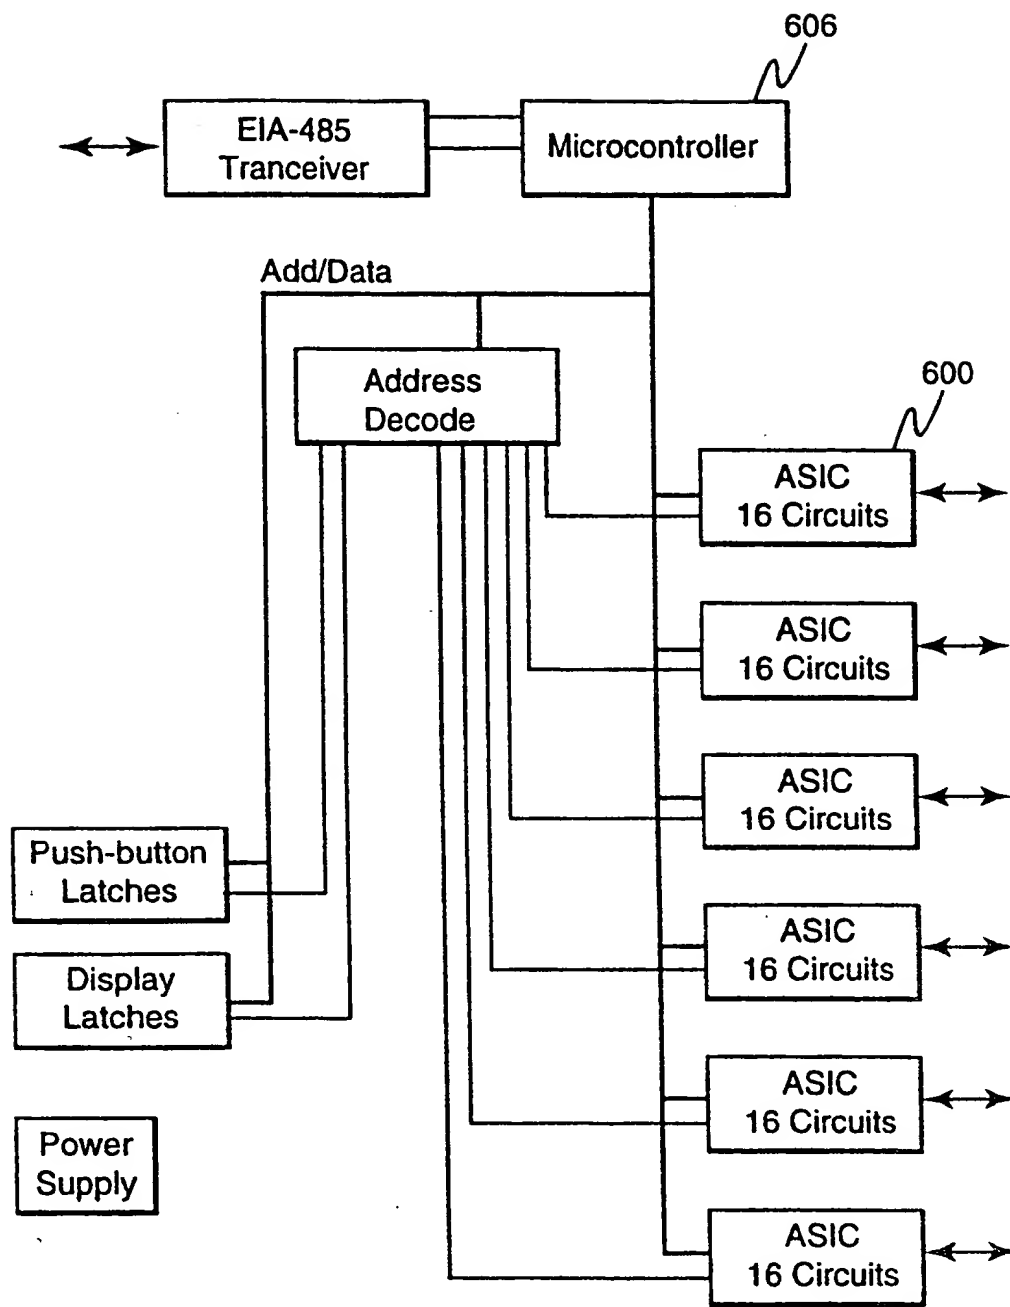 606
EIA-485
Tranceiver
Microcontroller
Add/Data
Address
Decode
600
ASIC
16 Circuits
ASIC
16 Circuits
ASIC
16 Circuits
Push-button
Latches
ASIC
16 Circuits
Display
Latches
ASIC
16 Circuits
Power
Supply
ASIC
16 Circuits